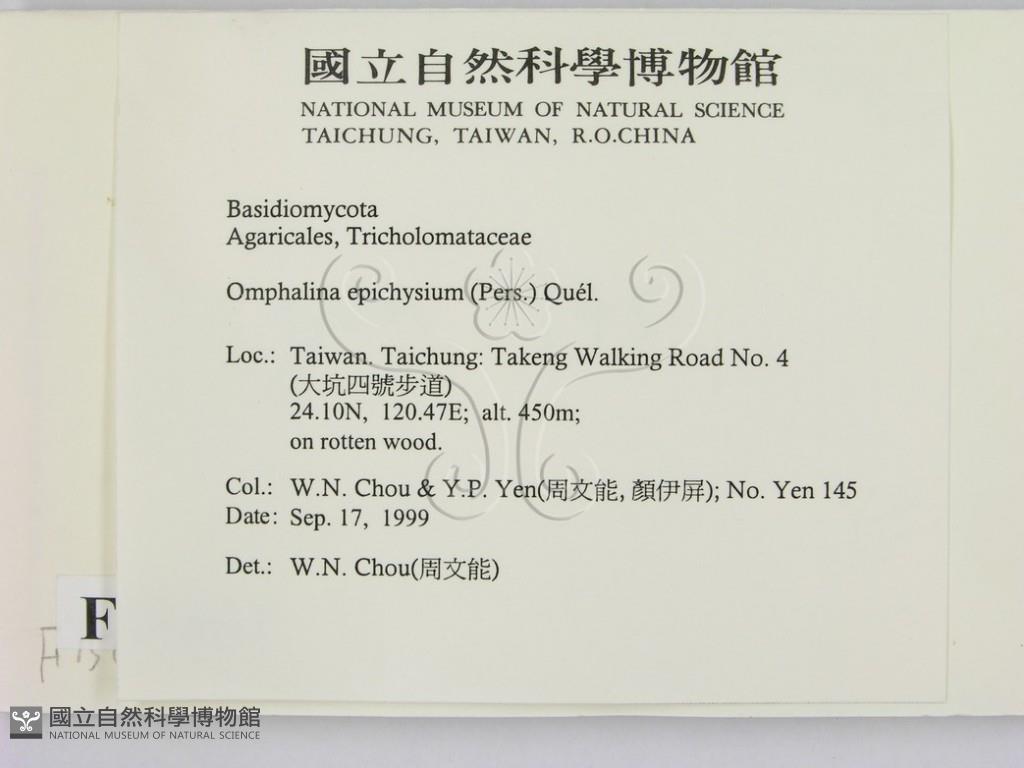 國立自然科學博物館
NATIONAL MUSEUM OF NATURAL SCIENCE
TAICHUNG, TAIWAN, R.O.CHINA
Basidiomycota
Agaricales, Tricholomataceae
Omphalina epichysium (Pers.) Quél.
Loc.: Taiwan. Taichung: Takeng Walking Road No. 4
(大坑四號步道)
24.10N, 120.47E; alt. 450m;
on rotten wood.
Col.: W.N. Chou & Y.P. Yen(周文能, 顏伊屏); No. Yen 145
Date: Sep. 17, 1999
Det.: W.N. Chou(周文能)
F
國立自然科學博物館
NATIONAL MUSEUM OF NATURAL SCIENCE